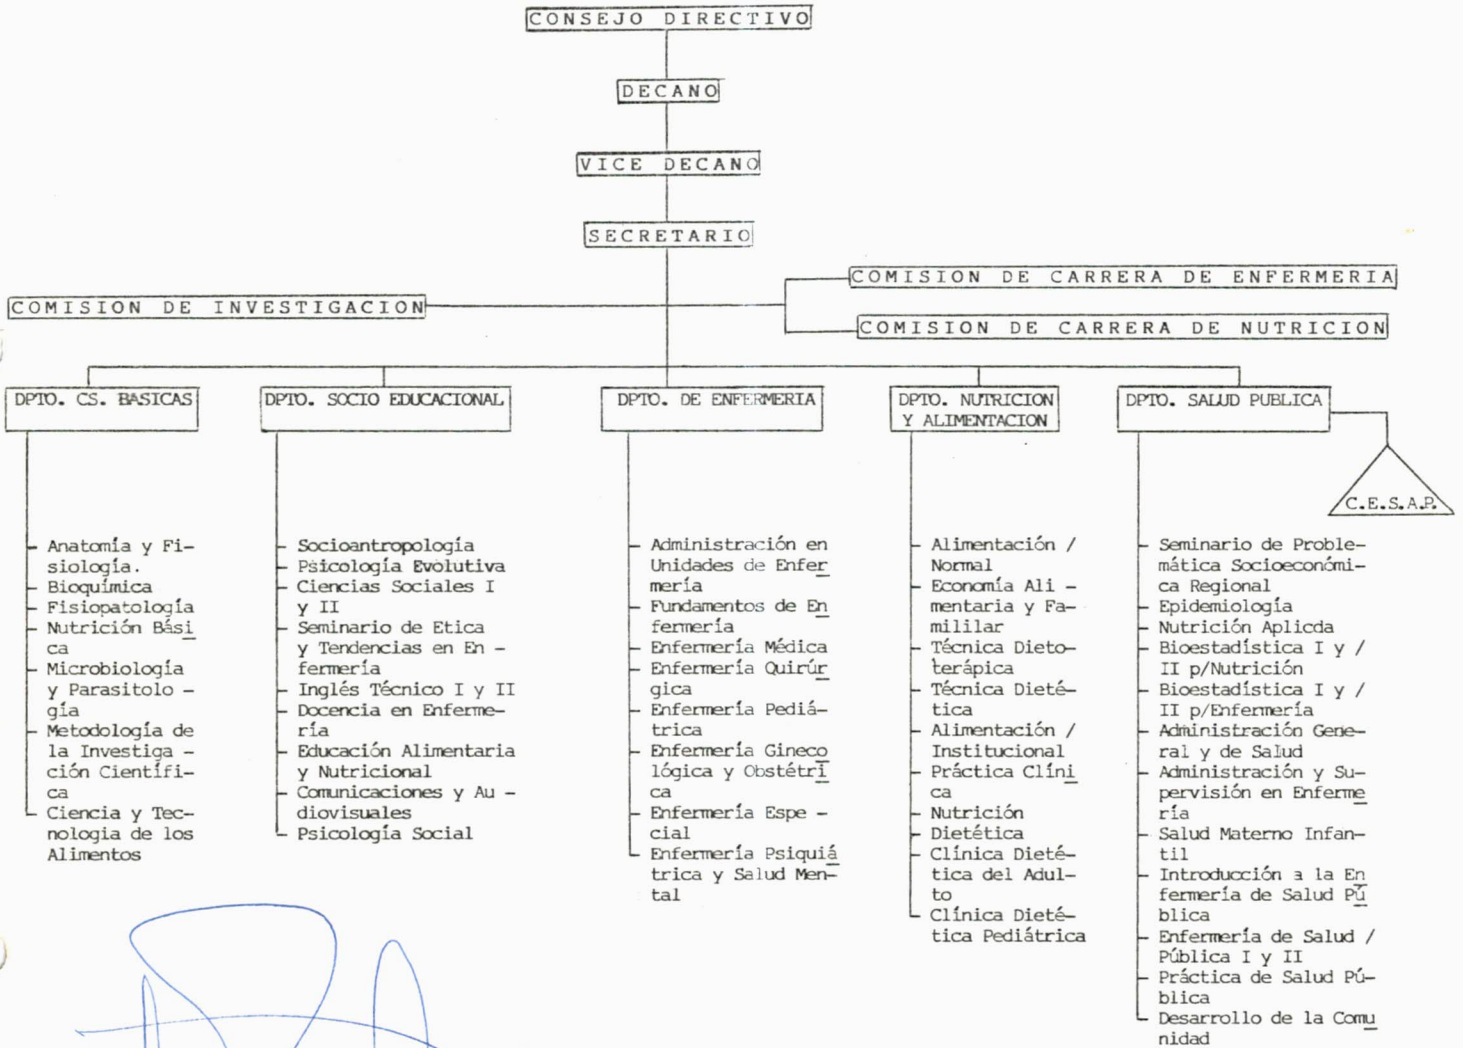 CONSEJO DIRECTIVO
DECANO
VICE DECANO
SECRETARIO
COMISION DE CARRERA DE ENFERMERIA
COMISION DE INVESTIGACION
COMISION DE CARRERA DE NUTRICION
DPTO. CS. BASICAS
Anatomía y Fi-
siología.
Bioquímica
Fisiopatología
Nutrición Bási
ca
Microbiología
y Parasitolo -
gía
Metodología de
la Investiga -
ción Científi-
ca
Ciencia y Tec-
nologia de los
Alimentos
DPTO. SOCIO EDUCACIONAL
Socioantropología
Psicología Evolutiva
Ciencias Sociales I
y II
Seminario de Etica
y Tendencias en En -
fermería
Inglés Técnico I y II
Docencia en Enferme-
ría
Educación Alimentaria
y Nutricional
Comunicaciones y Au -
diovisuales
Psicología Social
DPTO. DE ENFERMERIA
Administración en
Unidades de Enfer
mería
Fundamentos de En
fermería
Enfermería Médica
Enfermería Quirúr
gica
Enfermería Pediá-
trica
Enfermería Gineco
lógica y Obstétri
ca
Enfermería Espe -
cial
Enfermería Psiquiá
trica y Salud Men-
tal
DPTO. NUTRICION
Y ALIMENTACION
Alimentación /
Normal
Economía Ali -
mentaria y Fa-
mililar
Técnica Dieto-
terápica
Técnica Dieté-
tica
Alimentación /
Institucional
Práctica Clíni
ca
Nutrición
Dietética
Clínica Dieté-
tica del Adul-
to
Clínica Dieté-
tica Pediátrica
DPTO. SALUD PUBLICA
C.E.S.A.P.
Seminario de Proble-
mática Socioeconómi-
ca Regional
Epidemiología
Nutrición Aplicda
Bioestadística I y /
II p/Nutrición
Bioestadística I y /
II p/Enfermería
Administración Gene-
ral y de Salud
Administración y Su-
pervisión en Enferme
ría
Salud Materno Infan-
til
Introducción a la En
fermería de Salud Pú
blica
Enfermería de Salud /
Pública I y II
Práctica de Salud Pú-
blica
Desarrollo de la Comu
nidad